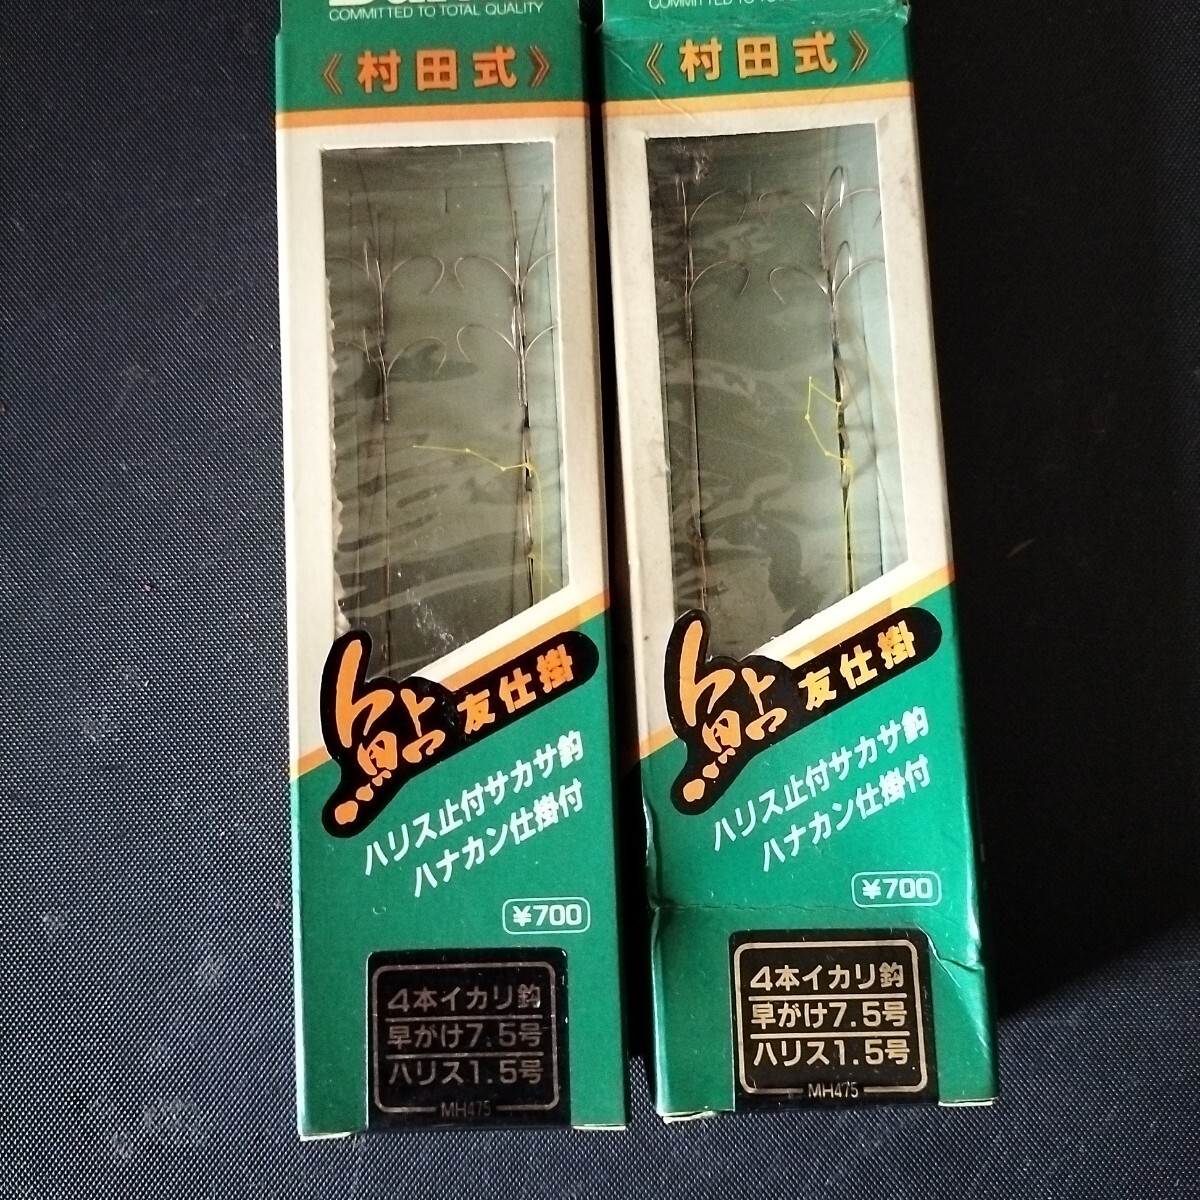 COMMITTED TO TOTAL QUALITY
《村田式》
鮎友仕掛
ハリス止付サカサ鈎
ハナカン仕掛付
¥700
4本イカリ鈎
早がけ7.5号
ハリス1.5号
MH475
COMMITTED TO TOTAL
《村田式》
鮎友仕掛
ハリス止付サカサ鈎
ハナカン仕掛付
¥700
4本イカリ鈎
早がけ7.5号
ハリス1.5号
MH475